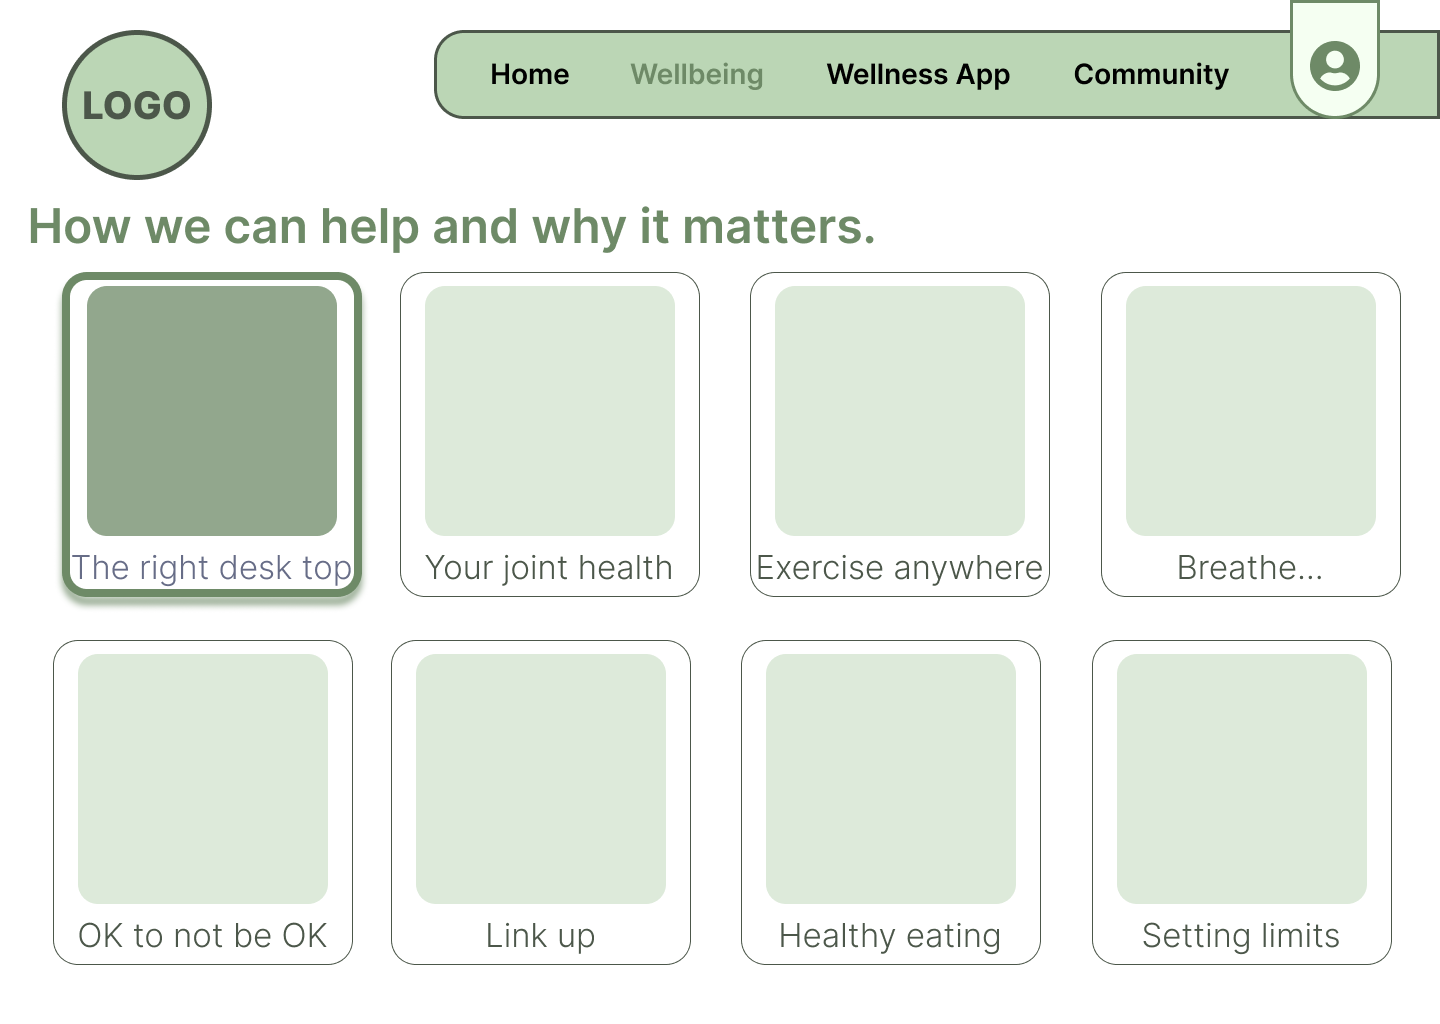 LOGO
Home
Wellbeing
Wellness App
Community
How we can help and why it matters.
The right desk top
Your joint health
Exercise anywhere
Breathe...
OK to not be OK
Link up
Healthy eating
Setting limits